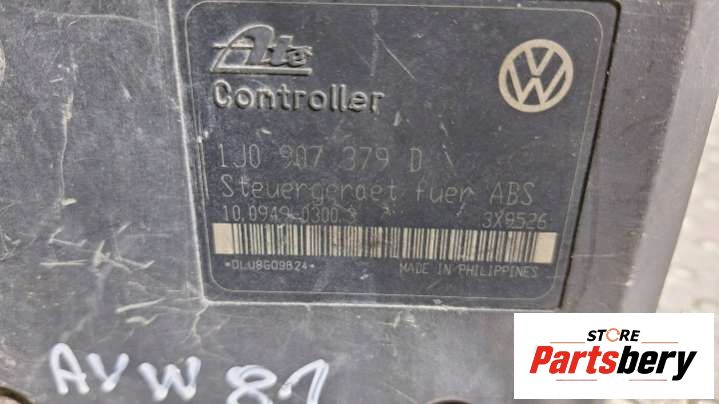 Ate
Controller
1J0 907 379 D
Steuergeraet fuer ABS
10.0949-0300.3 3X9526
*DLU8G09B24* MADE IN PHILIPPINES
AVW 81
STORE
Partsbery